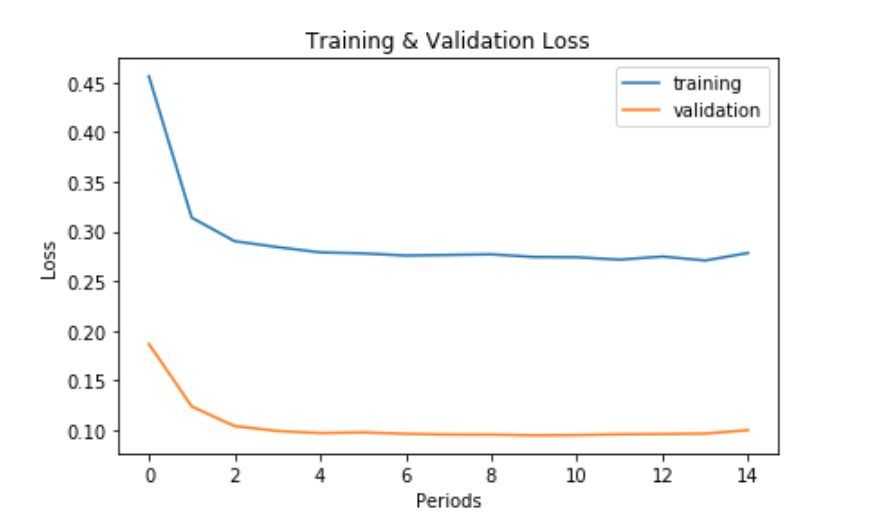 Training & Validation Loss
training
validation
0.45
0.40
0.35
0.30
0.25
0.20
0.15
0.10
Loss
0 2 4 6 8 10 12 14
Periods